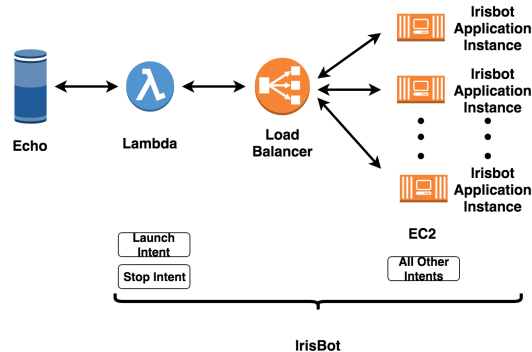 Irisbot
Application
Instance
Irisbot
Application
Instance
Echo
Lambda
Load
Balancer
Irisbot
Application
Instance
EC2
Launch
Intent
Stop Intent
All Other
Intents
IrisBot